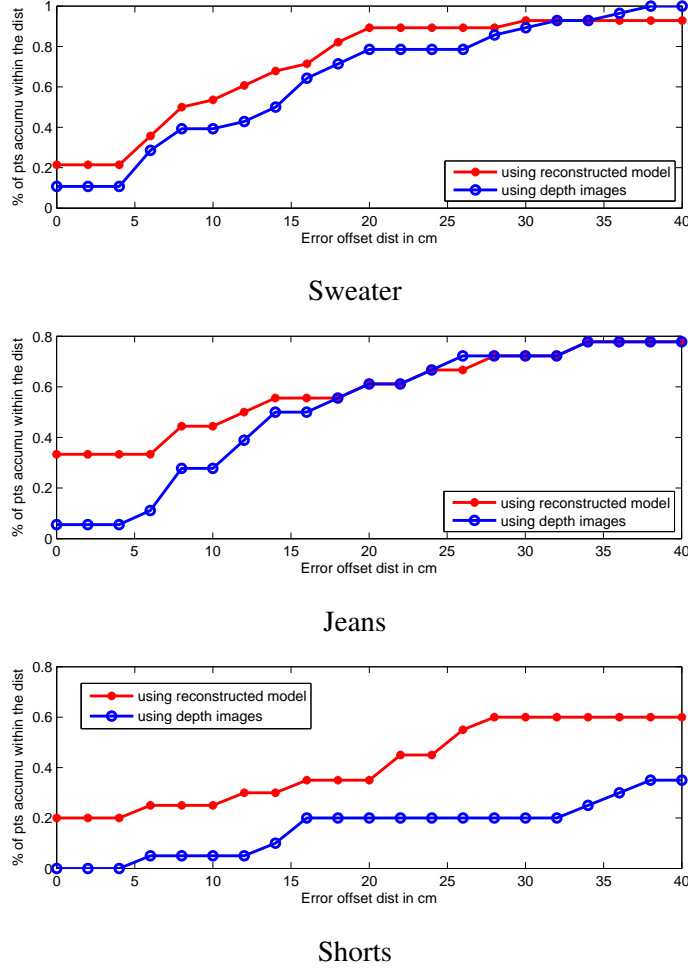 1
0.8
0.6
0.4
0.2
0
% of pts accumu within the dist
using reconstructed model
using depth images
0 5 10 15 20 25 30 35 40
Error offset dist in cm
Sweater
0.8
0.6
0.4
0.2
0
% of pts accumu within the dist
using reconstructed model
using depth images
0 5 10 15 20 25 30 35 40
Error offset dist in cm
Jeans
0.8
0.6
0.4
0.2
0
% of pts accumu within the dist
using reconstructed model
using depth images
0 5 10 15 20 25 30 35 40
Error offset dist in cm
Shorts